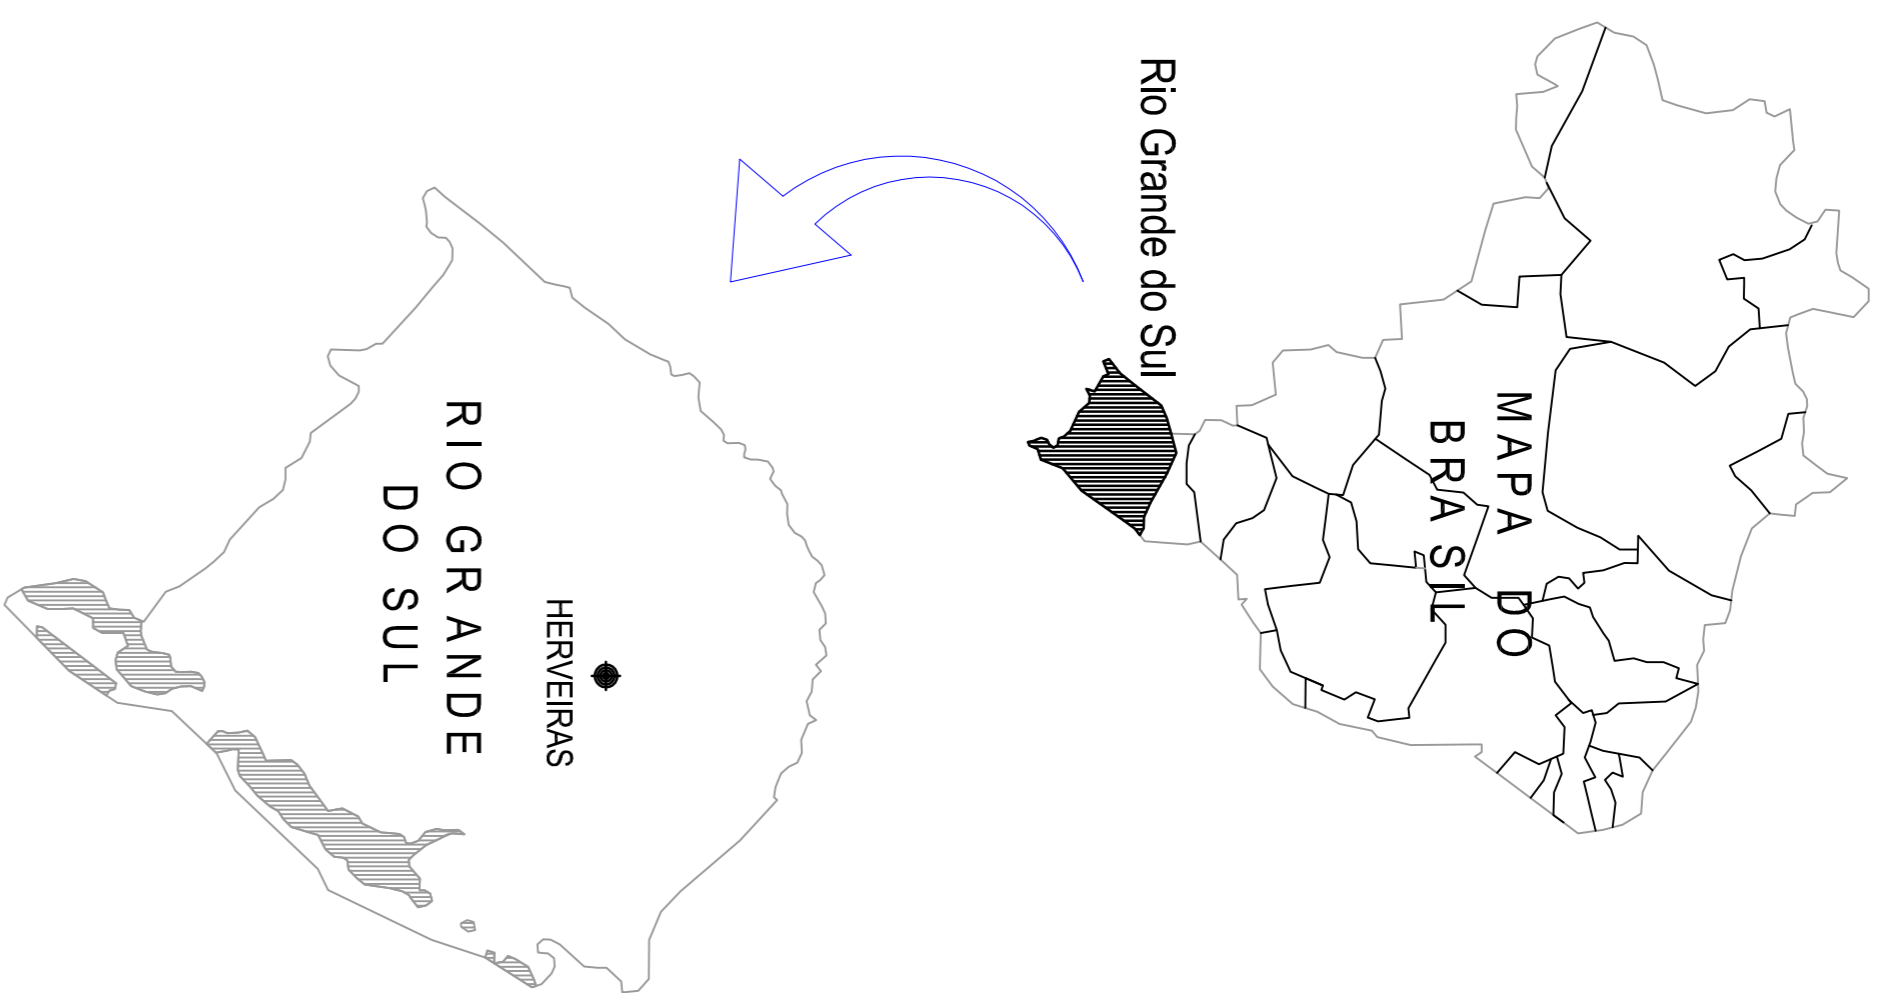 MAPA DO
BRASIL
Rio Grande do Sul
HERVEIRAS
RIO GRANDE
DO SUL